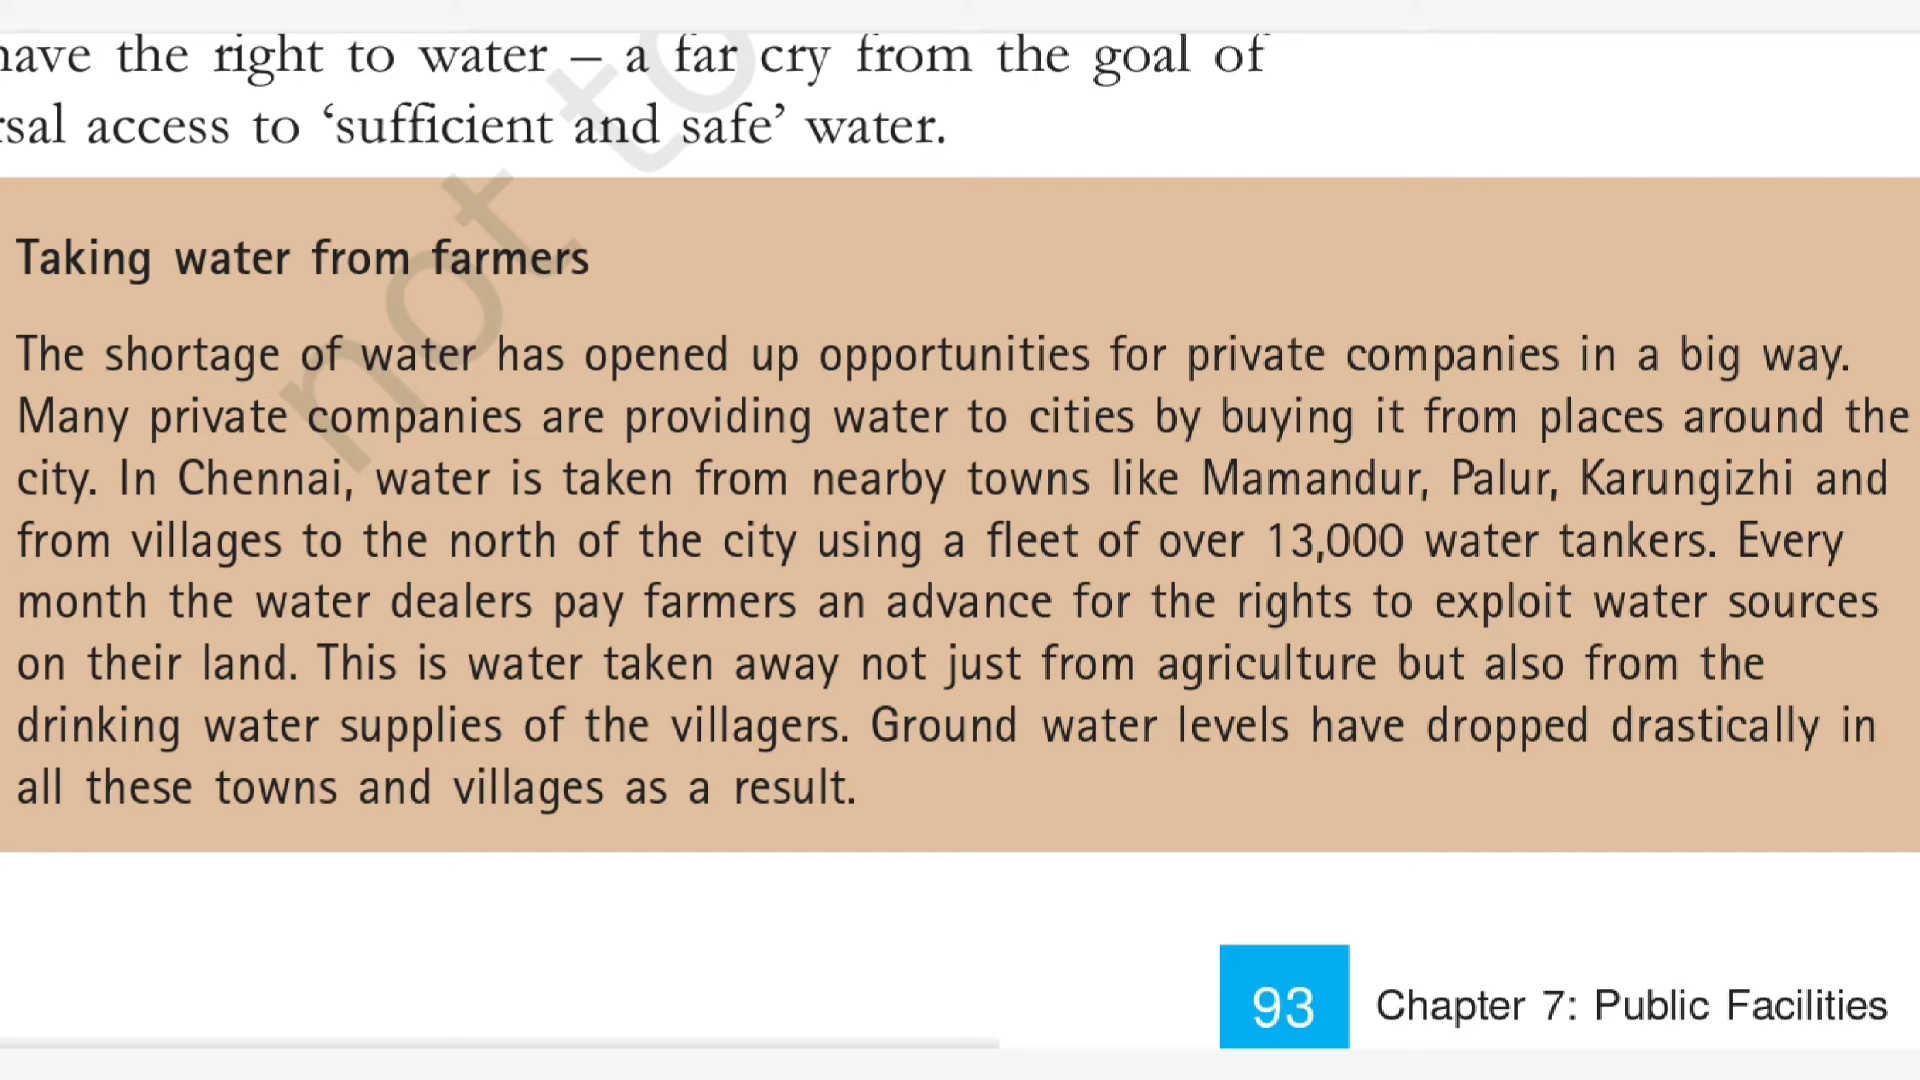 have the right to water – a far cry from the goal of
rsal access to ‘sufficient and safe’ water.
not to
Taking water from farmers
The shortage of water has opened up opportunities for private companies in a big way.
Many private companies are providing water to cities by buying it from places around the
city. In Chennai, water is taken from nearby towns like Mamandur, Palur, Karungizhi and
from villages to the north of the city using a fleet of over 13,000 water tankers. Every
month the water dealers pay farmers an advance for the rights to exploit water sources
on their land. This is water taken away not just from agriculture but also from the
drinking water supplies of the villagers. Ground water levels have dropped drastically in
all these towns and villages as a result.
93 Chapter 7: Public Facilities